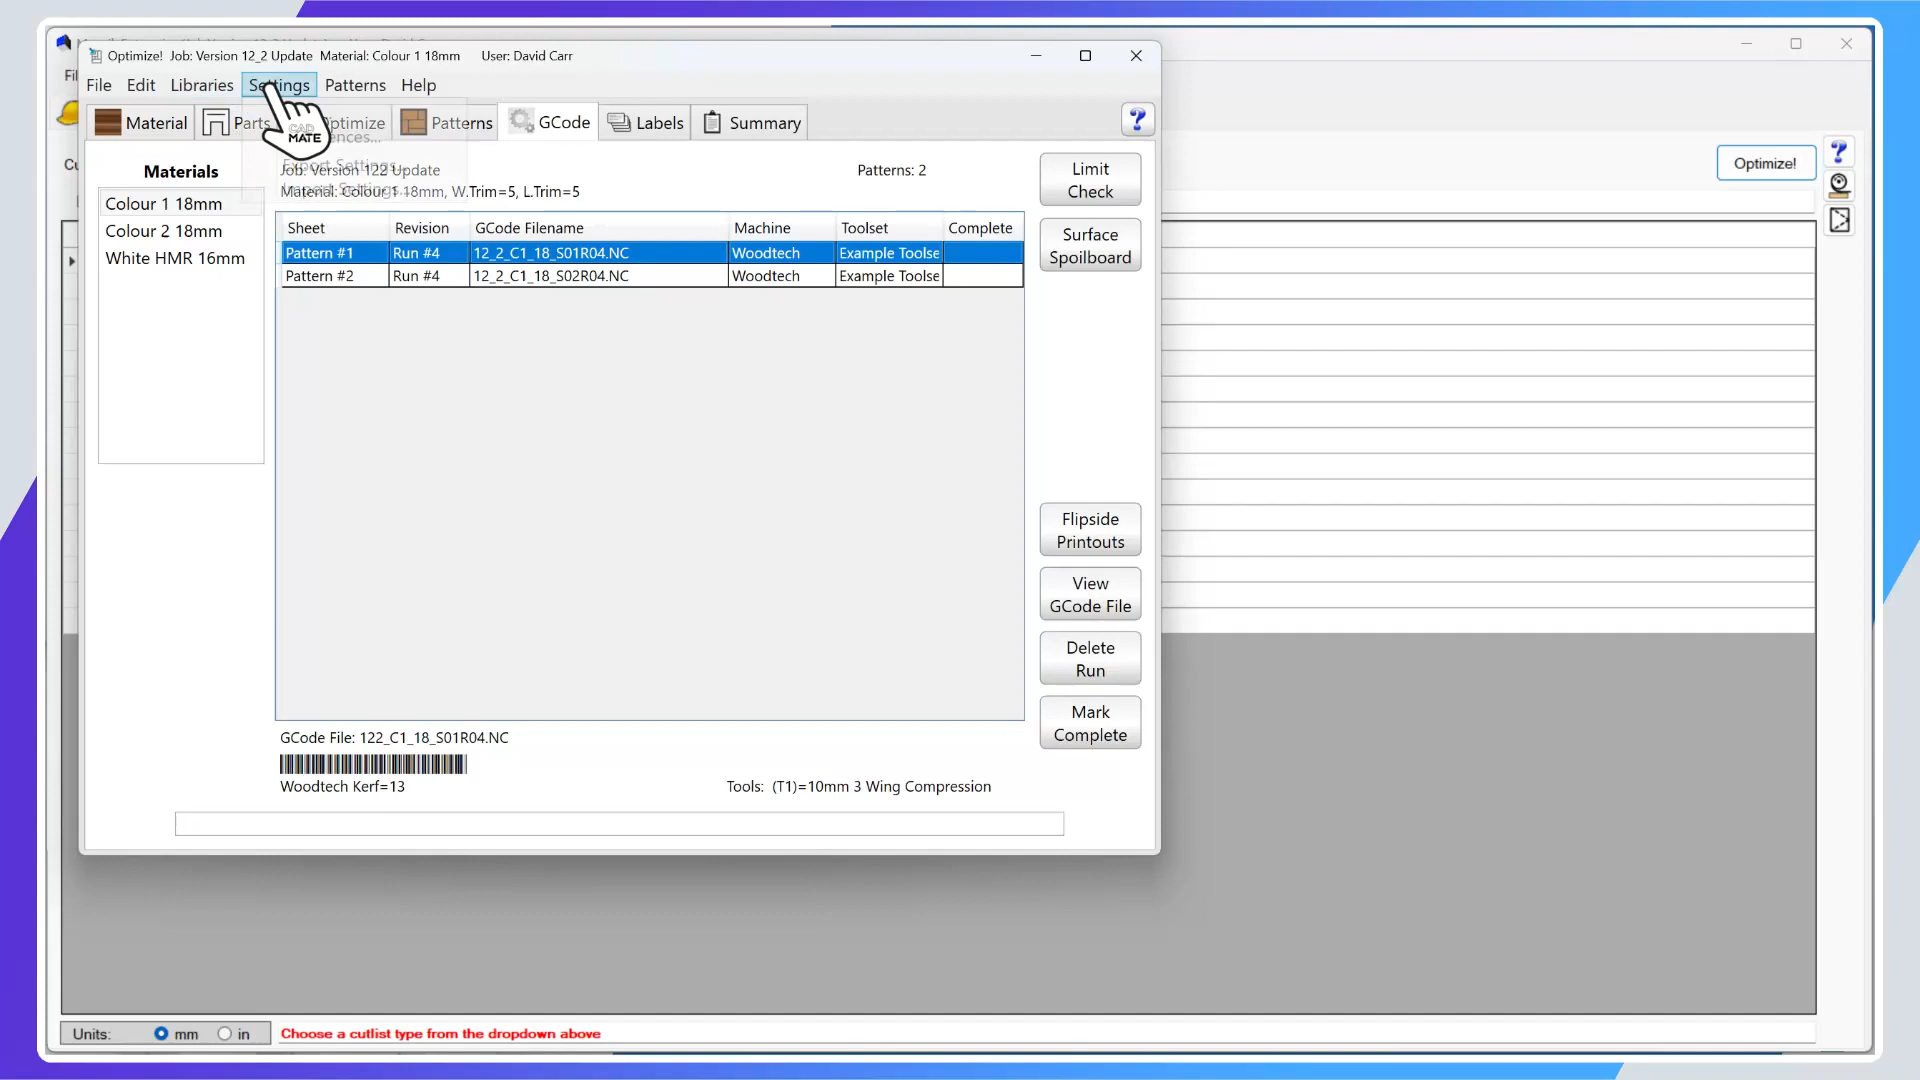 Optimize! Job: Version 12_2 Update Material: Colour 1 18mm User: David Carr
File Edit Libraries Settings Patterns Help
Material Parts Optimize Patterns GCode Labels Summary
CAD
MATE
Export Settings...
Import Settings...
Materials
Colour 1 18mm
Colour 2 18mm
White HMR 16mm
Job: Version 122 Update
Patterns: 2
Material: Colour 1 18mm, W.Trim=5, L.Trim=5
Sheet Revision GCode Filename Machine Toolset Complete
Pattern #1 Run #4 12_2_C1_18_S01R04.NC Woodtech Example Toolse
Pattern #2 Run #4 12_2_C1_18_S02R04.NC Woodtech Example Toolse
Limit
Check
Surface
Spoilboard
Flipside
Printouts
View
GCode File
Delete
Run
Mark
Complete
GCode File: 122_C1_18_S01R04.NC
Woodtech Kerf=13
Tools: (T1)=10mm 3 Wing Compression
Optimize!
Units: mm in
Choose a cutlist type from the dropdown above